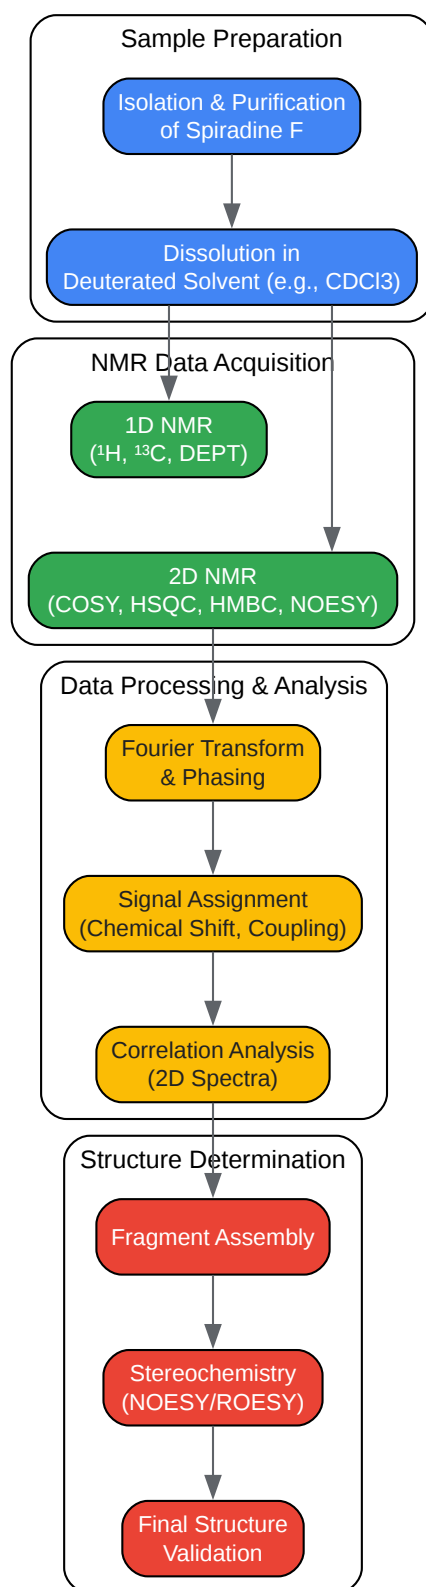 Sample Preparation
Isolation & Purification
of Spiradine F
Dissolution in
Deuterated Solvent (e.g., CDCl3)
NMR Data Acquisition
1D NMR
(¹H, ¹³C, DEPT)
2D NMR
(COSY, HSQC, HMBC, NOESY)
Data Processing & Analysis
Fourier Transform
& Phasing
Signal Assignment
(Chemical Shift, Coupling)
Correlation Analysis
(2D Spectra)
Structure Determination
Fragment Assembly
Stereochemistry
(NOESY/ROESY)
Final Structure
Validation